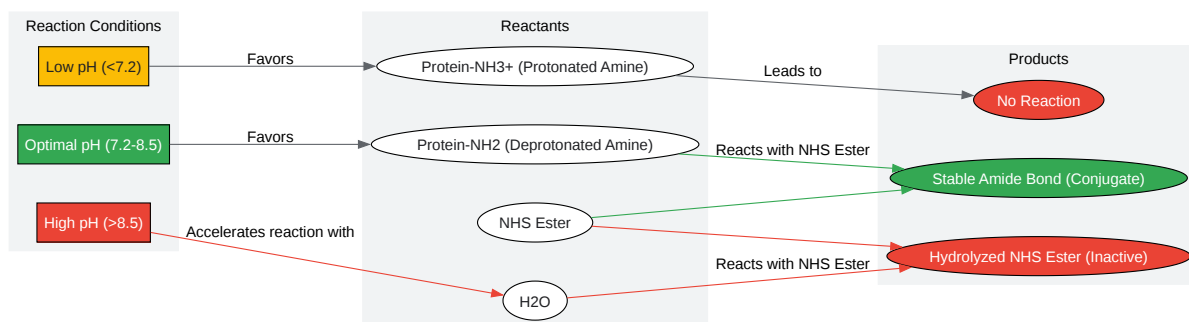 Reaction Conditions
Reactants
Products
Low pH (<7.2)
Favors
Protein-NH3+ (Protonated Amine)
Leads to
No Reaction
Optimal pH (7.2-8.5)
Favors
Protein-NH2 (Deprotonated Amine)
Reacts with NHS Ester
Stable Amide Bond (Conjugate)
High pH (>8.5)
Accelerates reaction with
NHS Ester
Reacts with NHS Ester
Hydrolyzed NHS Ester (Inactive)
H2O